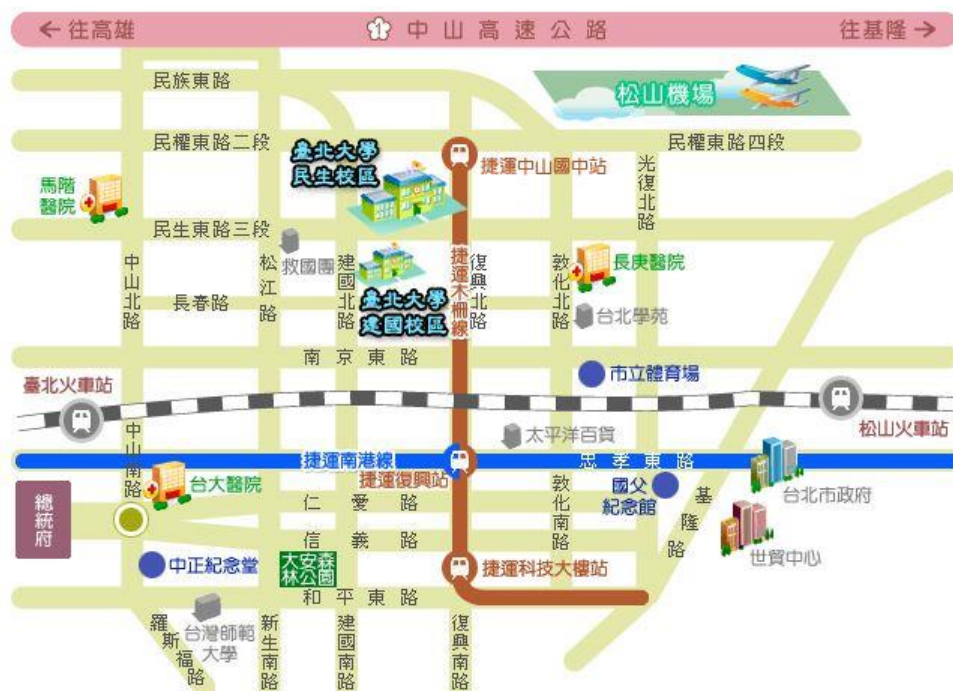 ←往高雄
1 中山高速公路
往基隆→
民族東路
松山機場
民權東路二段
民權東路四段
臺北大學
民生校區
捷運中山國中站
光復北路
馬階
醫院
民生東路三段
救國團
中山北路
松江路
建國北路
捷運木柵線
復興北路
敦化北路
長庚醫院
長春路
臺北大學
建國校區
台北學苑
南京東路
市立體育場
臺北火車站
松山火車站
中山南路
太平洋百貨
捷運南港線
忠孝東路
捷運復興站
台大醫院
國父
紀念館
台北市政府
總統府
仁愛路
敦化南路
基隆路
信義路
世貿中心
中正紀念堂
大安森
林公園
捷運科技大樓站
和平東路
台灣師範
大學
羅斯福路
新生南路
建國南路
復興南路